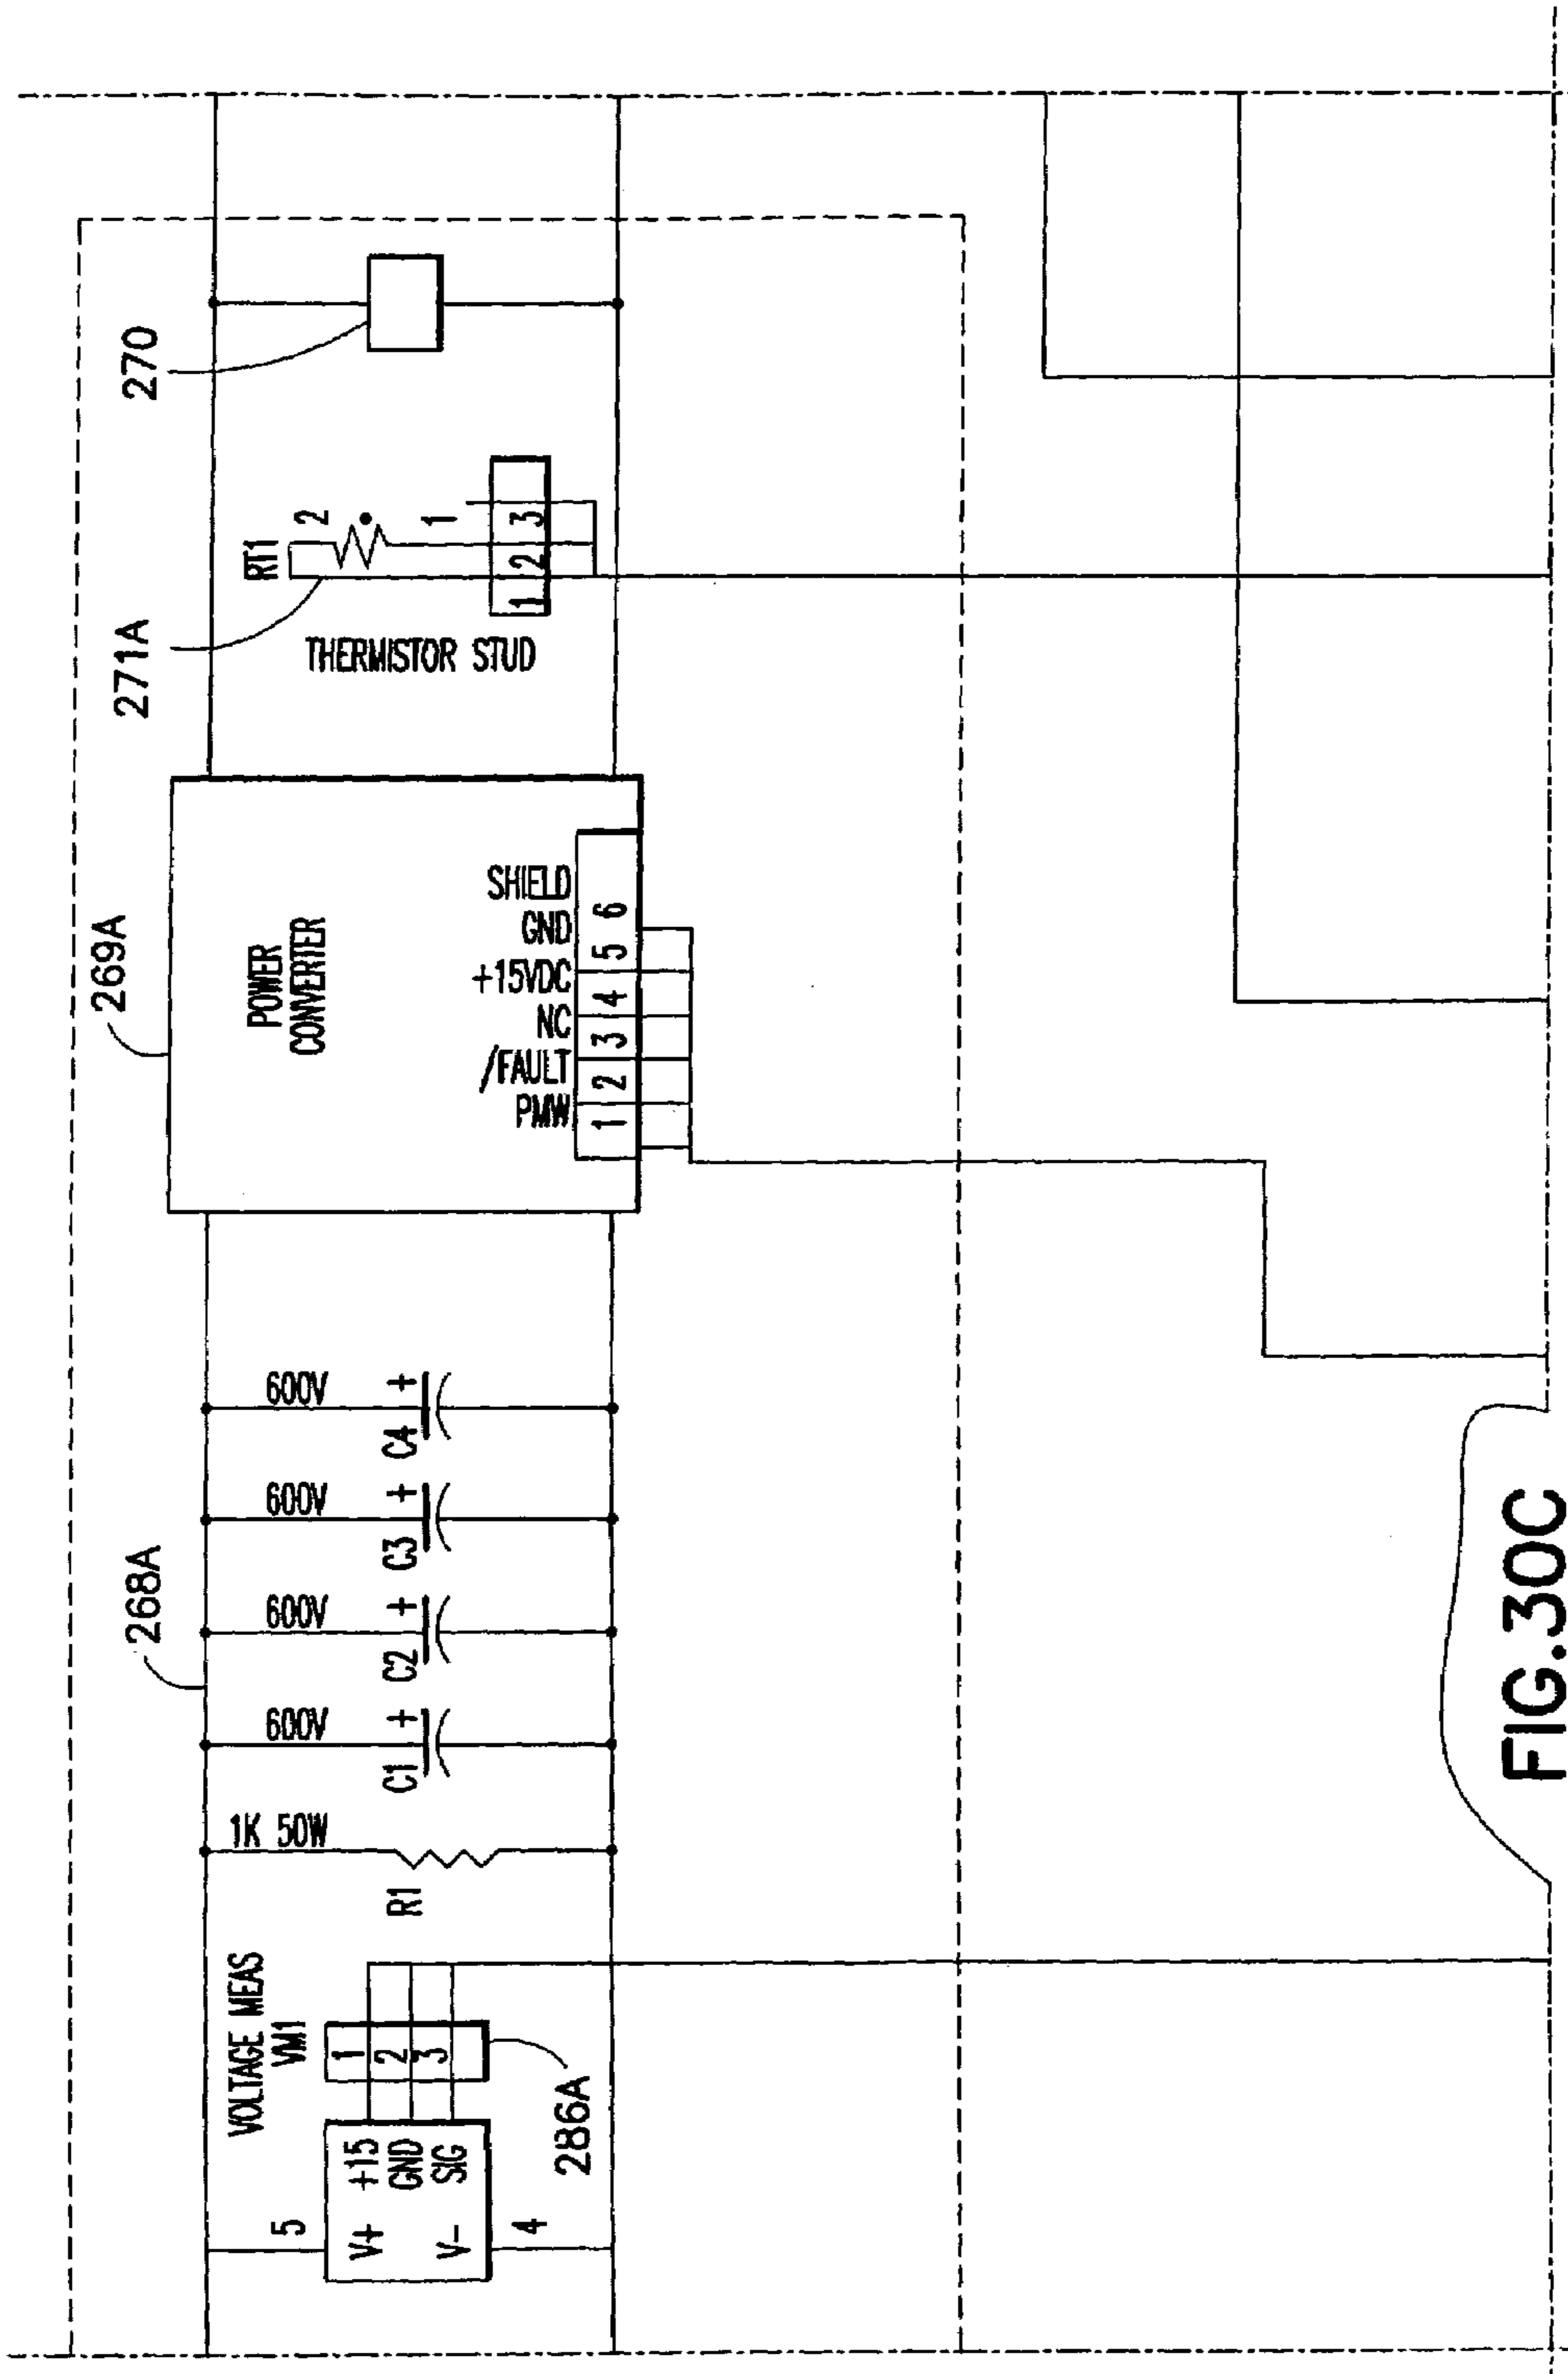 VOLTAGE MEAS
VM1
5
V+
V-
4
+15
GND
SIG
1
2
3
286A
1K 50W
R1
268A
600V
C1 +
600V
C2 +
600V
C3 +
600V
C4 +
269A
POWER
CONVERTER
PMW
/FAULT
NC
+15VDC
GND
SHIELD
1 2 3 4 5 6
271A
THERMISTOR STUD
RT1
2
1
1 2 3
270
FIG.30C